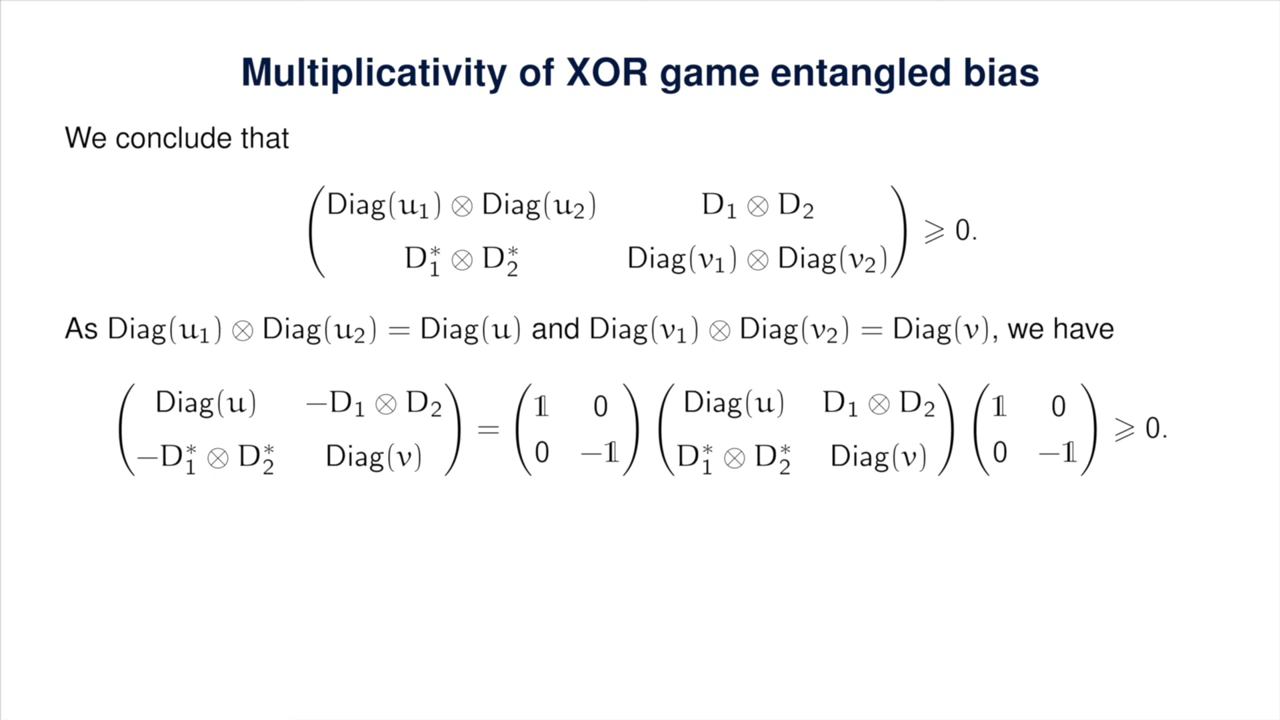 Multiplicativity of XOR game entangled bias
We conclude that
( Diag(u₁) ⊗ Diag(u₂)   D₁ ⊗ D₂ )
( D₁* ⊗ D₂*   Diag(v₁) ⊗ Diag(v₂) ) ⩾ 0.
As Diag(u₁) ⊗ Diag(u₂) = Diag(u) and Diag(v₁) ⊗ Diag(v₂) = Diag(v), we have
( Diag(u)   −D₁ ⊗ D₂ ) = ( 𝟙   0 ) ( Diag(u)   D₁ ⊗ D₂ ) ( 𝟙   0 ) ⩾ 0.
( −D₁* ⊗ D₂*   Diag(v) )   ( 0   −𝟙 ) ( D₁* ⊗ D₂*   Diag(v) ) ( 0   −𝟙 )